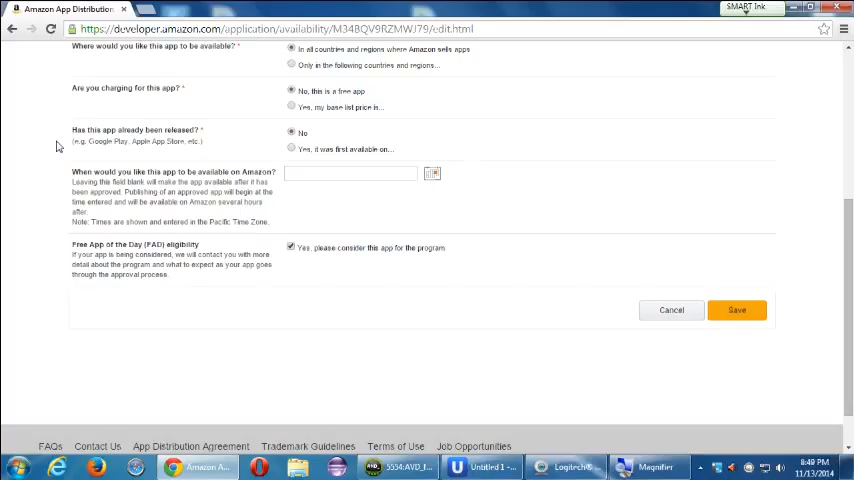 Amazon App Distribution
SMART Ink
https://developer.amazon.com/application/availability/M34BQV9RZMWJ79/edit.html
Where would you like this app to be available? *
In all countries and regions where Amazon sells apps
Only in the following countries and regions...
Are you charging for this app? *
No, this is a free app
Yes, my base list price is...
Has this app already been released? *
(e.g. Google Play, Apple App Store, etc.)
No
Yes, it was first available on...
When would you like this app to be available on Amazon?
Leaving this field blank will make the app available after it has
been approved. Publishing of an approved app will begin at the
time entered and will be available on Amazon several hours
after.
Note: Times are shown and entered in the Pacific Time Zone.
Free App of the Day (FAD) eligibility
If your app is being considered, we will contact you with more
detail about the program and what to expect as your app goes
through the approval process.
Yes, please consider this app for the program
Cancel
Save
FAQs Contact Us App Distribution Agreement Trademark Guidelines Terms of Use Job Opportunities
Amazon A...
5554:AVD_f...
Untitled 1 -...
Logitech® ...
Magnifier
8:49 PM
11/13/2014